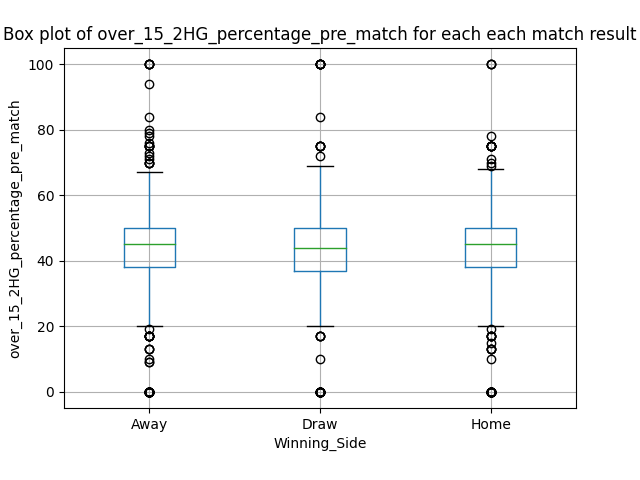 Box plot of over_15_2HG_percentage_pre_match for each each match result
over_15_2HG_percentage_pre_match
100
80
60
40
20
0
Away Draw Home
Winning_Side